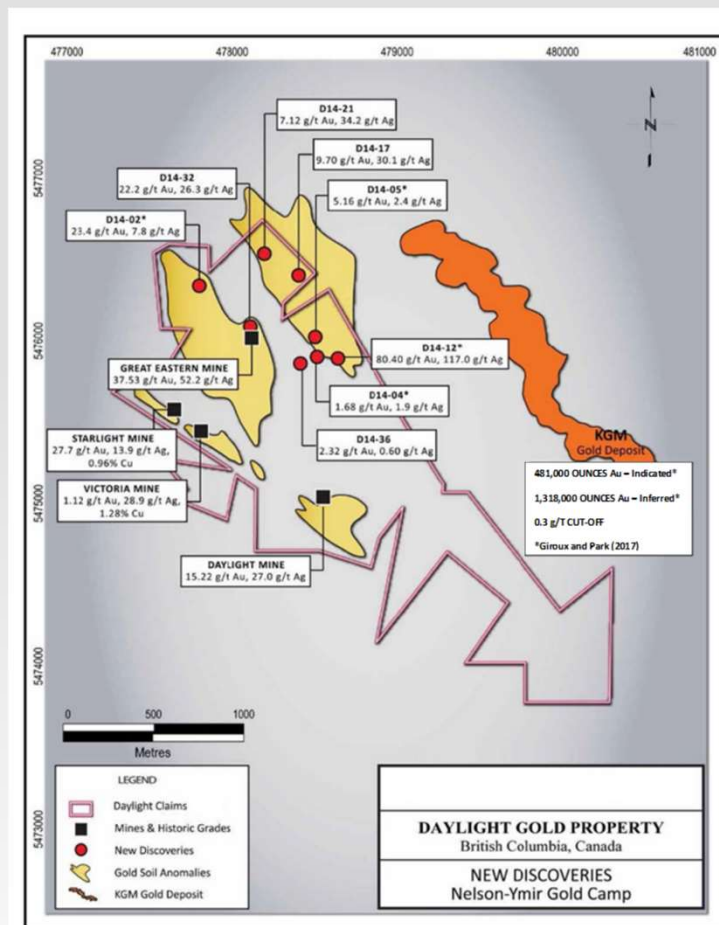 477000 478000 479000 480000 481000
D14-21
7.12 g/t Au, 34.2 g/t Ag
N
D14-17
9.70 g/t Au, 30.1 g/t Ag
5477000
D14-32
22.2 g/t Au, 26.3 g/t Ag
D14-05*
5.16 g/t Au, 2.4 g/t Ag
D14-02*
23.4 g/t Au, 7.8 g/t Ag
5476000
D14-12*
80.40 g/t Au, 117.0 g/t Ag
GREAT EASTERN MINE
37.53 g/t Au, 52.2 g/t Ag
D14-04*
1.68 g/t Au, 1.9 g/t Ag
STARLIGHT MINE
27.7 g/t Au, 13.9 g/t Ag,
0.96% Cu
D14-36
2.32 g/t Au, 0.60 g/t Ag
KGM
Gold Deposit
481,000 OUNCES Au – Indicated*
1,318,000 OUNCES Au – Inferred*
0.3 g/T CUT-OFF
*Giroux and Park (2017)
VICTORIA MINE
1.12 g/t Au, 28.9 g/t Ag,
1.28% Cu
5475000
DAYLIGHT MINE
15.22 g/t Au, 27.0 g/t Ag
5474000
0 500 1000
Metres
LEGEND
Daylight Claims
Mines & Historic Grades
New Discoveries
Gold Soil Anomalies
KGM Gold Deposit
5473000
DAYLIGHT GOLD PROPERTY
British Columbia, Canada
NEW DISCOVERIES
Nelson-Ymir Gold Camp